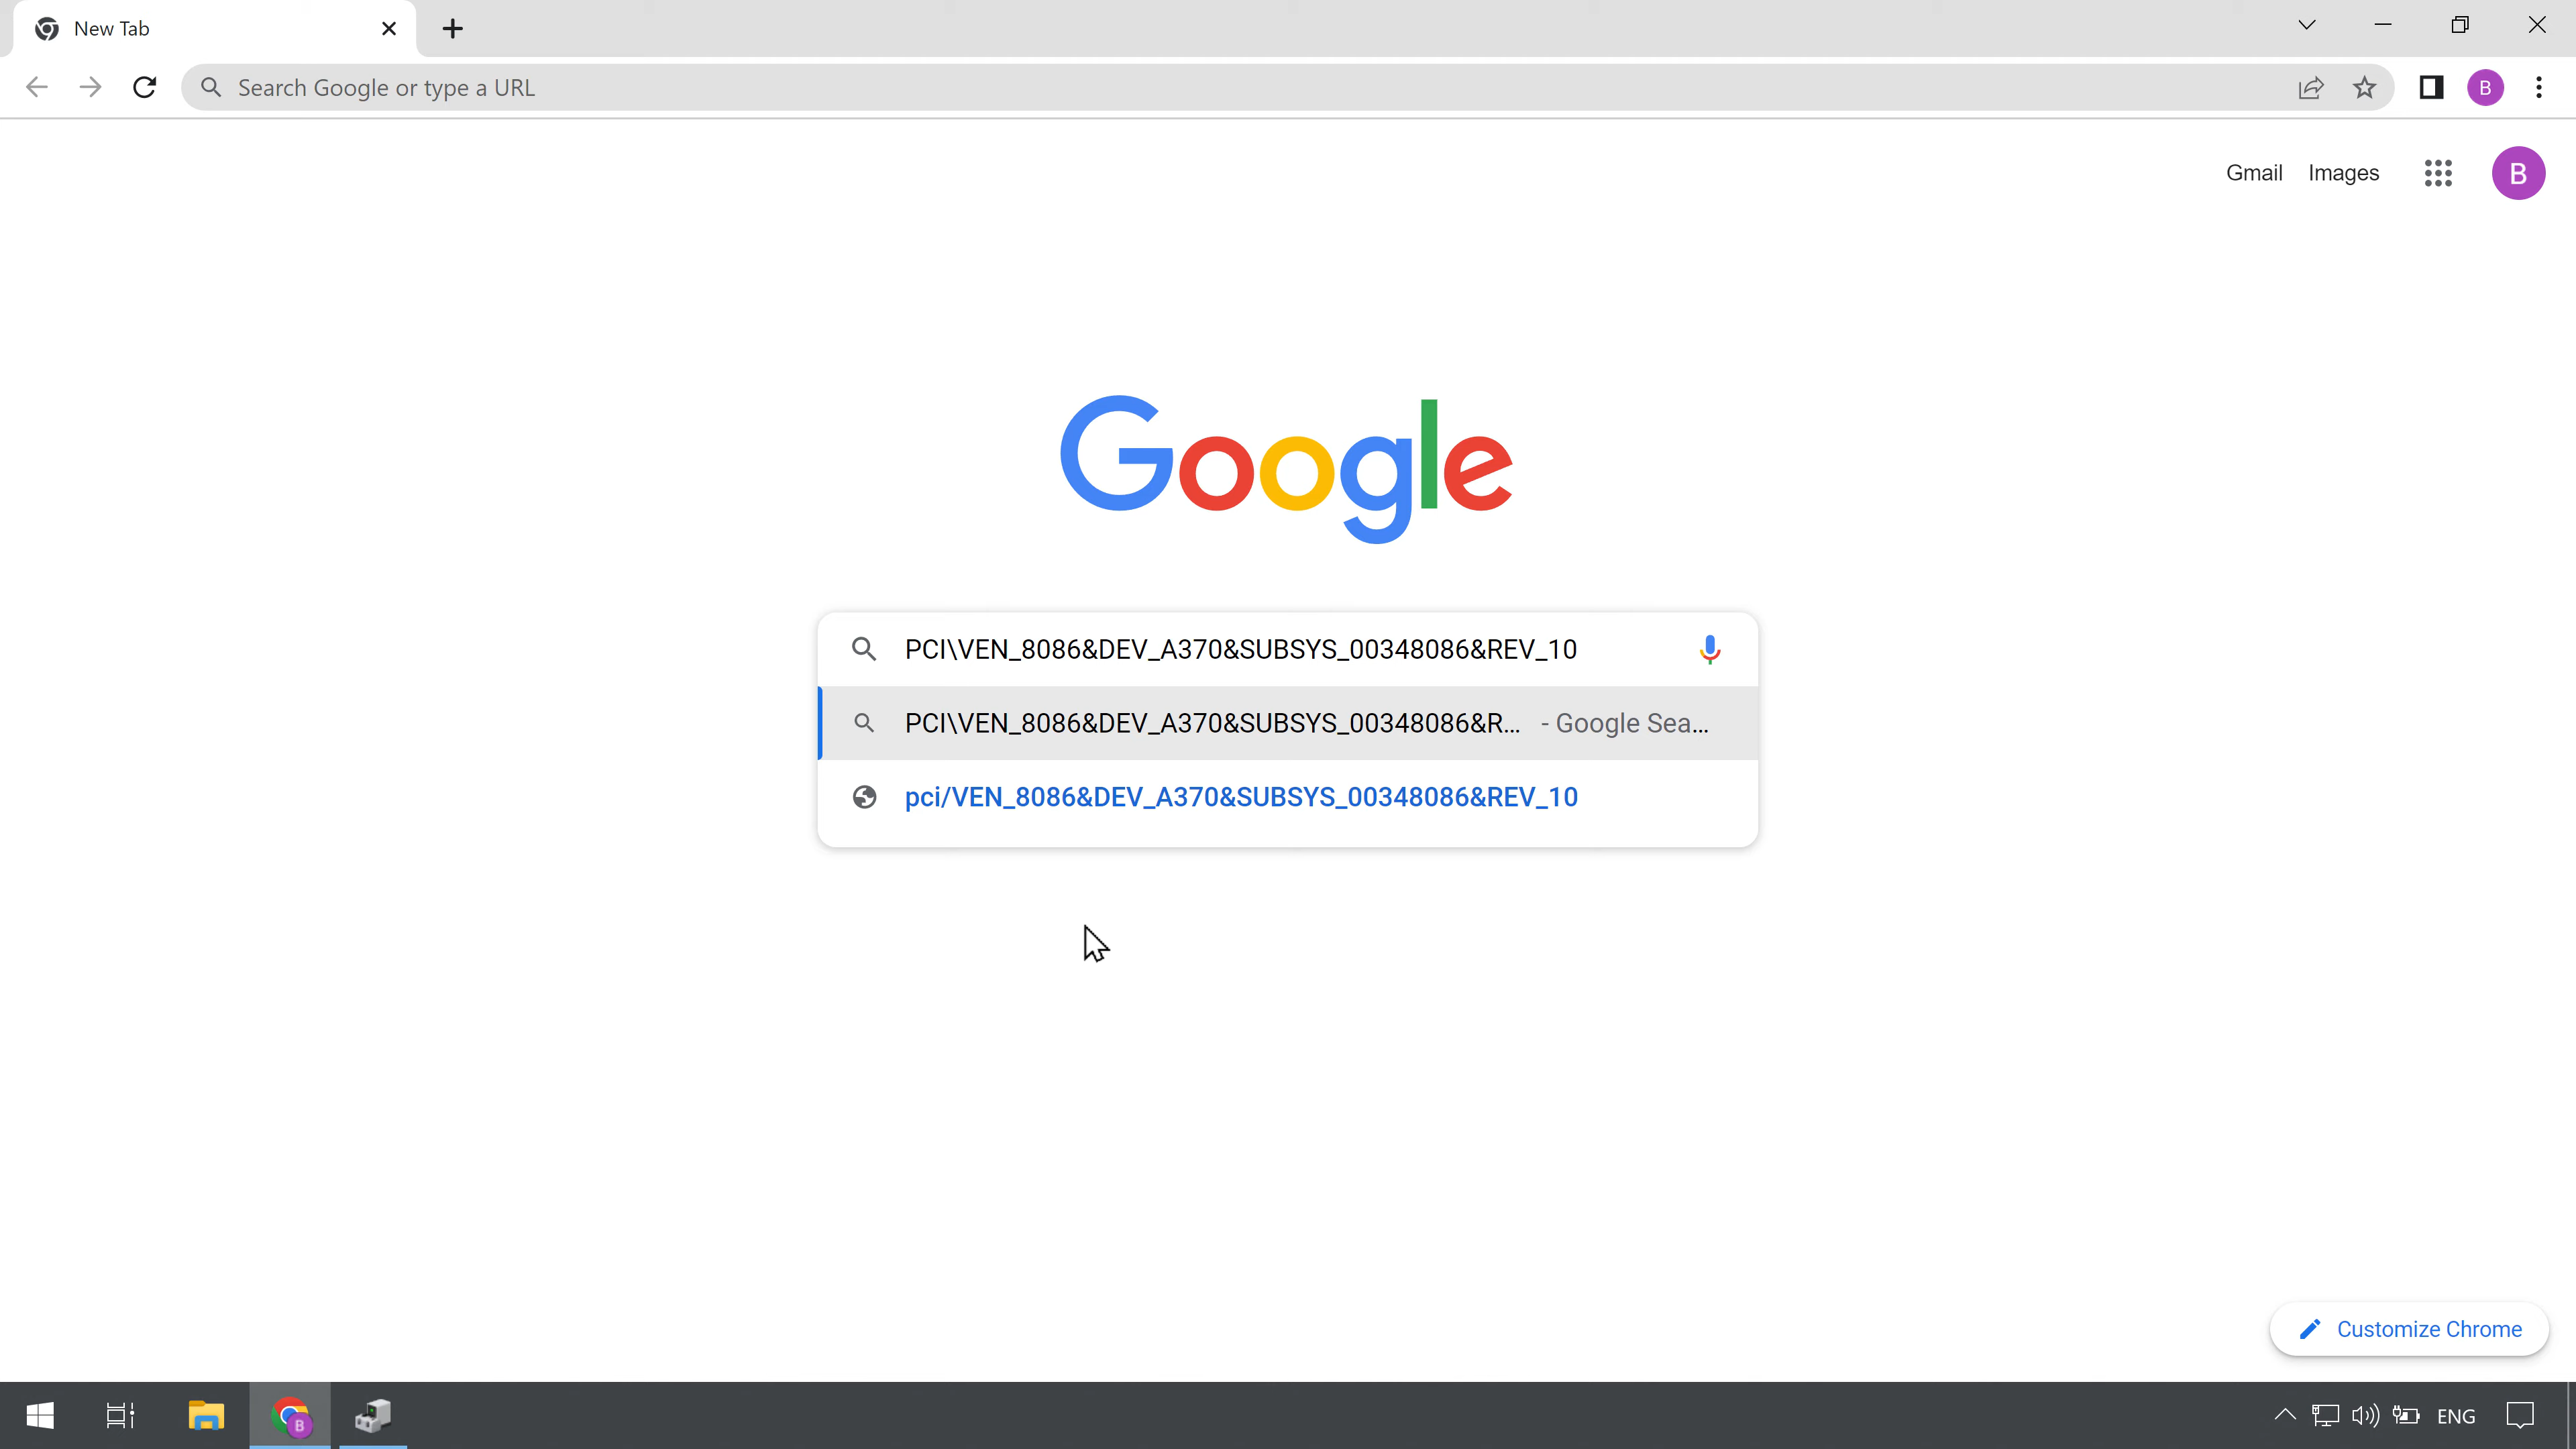 New Tab
Search Google or type a URL
B
Gmail Images
B
Google
PCI\VEN_8086&DEV_A370&SUBSYS_00348086&REV_10
PCI\VEN_8086&DEV_A370&SUBSYS_00348086&R... - Google Sea...
pci/VEN_8086&DEV_A370&SUBSYS_00348086&REV_10
Customize Chrome
B
ENG